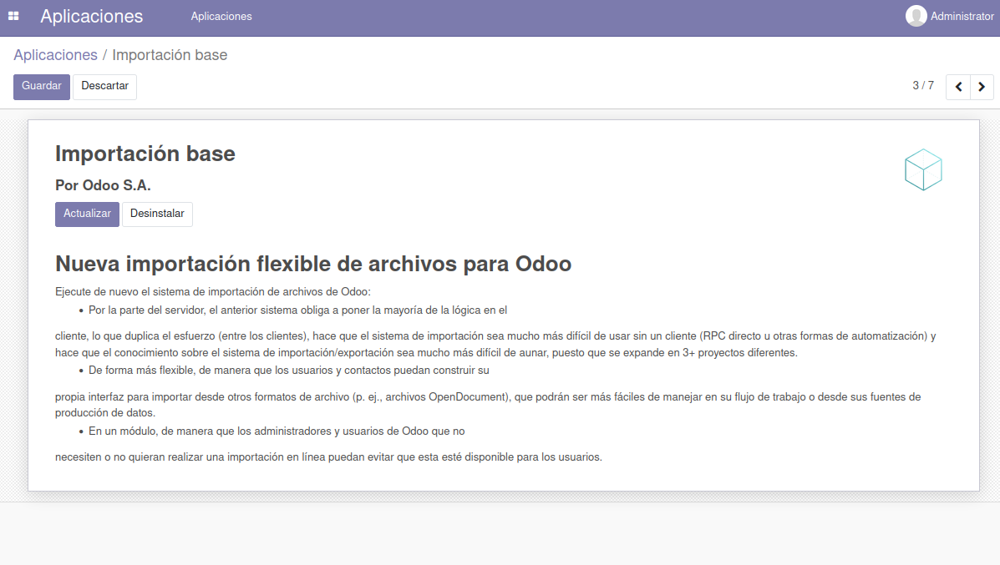 Aplicaciones Aplicaciones Administrator
Aplicaciones / Importación base
Guardar Descartar 3 / 7
Importación base
Por Odoo S.A.
Actualizar Desinstalar
Nueva importación flexible de archivos para Odoo
Ejecute de nuevo el sistema de importación de archivos de Odoo:
• Por la parte del servidor, el anterior sistema obliga a poner la mayoría de la lógica en el
cliente, lo que duplica el esfuerzo (entre los clientes), hace que el sistema de importación sea mucho más difícil de usar sin un cliente (RPC directo u otras formas de automatización) y
hace que el conocimiento sobre el sistema de importación/exportación sea mucho más difícil de aunar, puesto que se expande en 3+ proyectos diferentes.
• De forma más flexible, de manera que los usuarios y contactos puedan construir su
propia interfaz para importar desde otros formatos de archivo (p. ej., archivos OpenDocument), que podrán ser más fáciles de manejar en su flujo de trabajo o desde sus fuentes de
producción de datos.
• En un módulo, de manera que los administradores y usuarios de Odoo que no
necesiten o no quieran realizar una importación en línea puedan evitar que esta esté disponible para los usuarios.